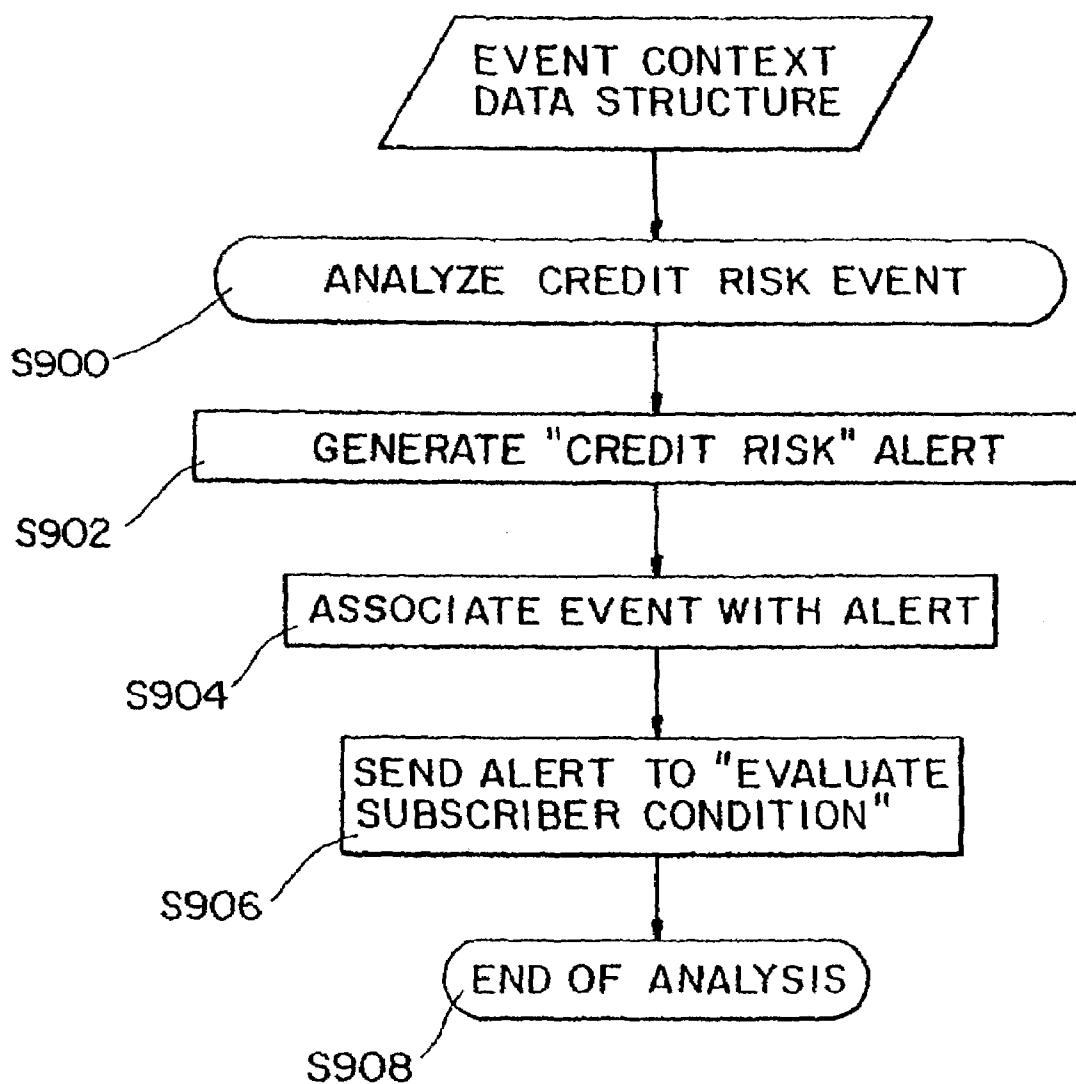 EVENT CONTEXT
DATA STRUCTURE
ANALYZE CREDIT RISK EVENT
S900
GENERATE "CREDIT RISK" ALERT
S902
ASSOCIATE EVENT WITH ALERT
S904
SEND ALERT TO "EVALUATE
SUBSCRIBER CONDITION"
S906
END OF ANALYSIS
S908